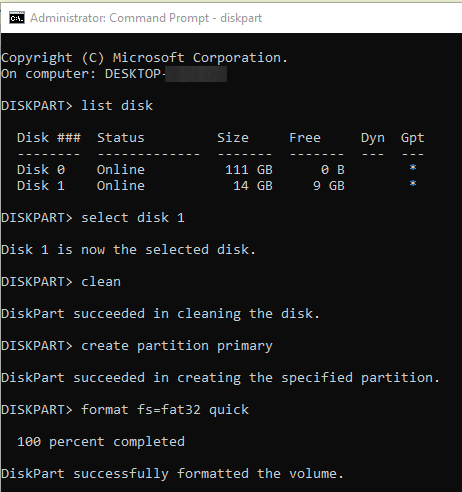 Administrator: Command Prompt - diskpart
Copyright (C) Microsoft Corporation.
On computer: DESKTOP-
DISKPART> list disk
  Disk ###  Status         Size     Free     Dyn  Gpt
  --------  -------------  -------  -------  ---  ---
  Disk 0    Online          111 GB      0 B        *
  Disk 1    Online           14 GB     9 GB        *
DISKPART> select disk 1
Disk 1 is now the selected disk.
DISKPART> clean
DiskPart succeeded in cleaning the disk.
DISKPART> create partition primary
DiskPart succeeded in creating the specified partition.
DISKPART> format fs=fat32 quick
  100 percent completed
DiskPart successfully formatted the volume.